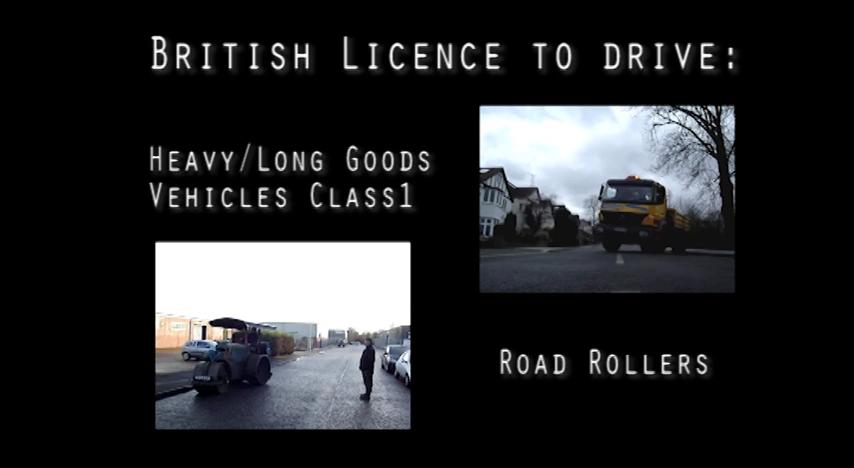 British Licence to drive:
Heavy/Long Goods
Vehicles Class1
Road Rollers